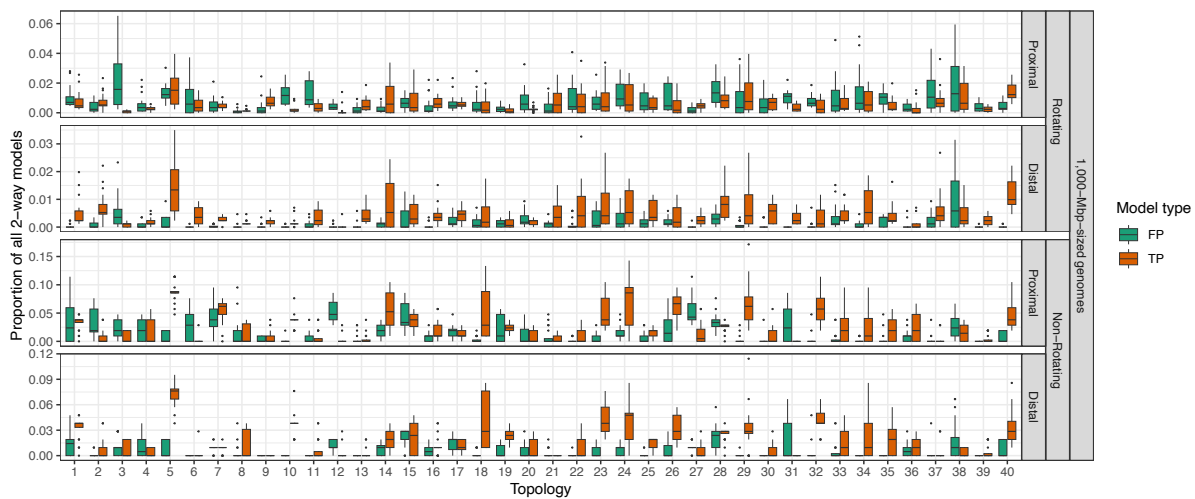 Proportion of all 2−way models
0.06
0.04
0.02
0.00
Proximal
0.03
0.02
0.01
0.00
Distal
Rotating
0.15
0.10
0.05
0.00
Proximal
0.12
0.09
0.06
0.03
0.00
Distal
Non−Rotating
1,000−Mbp−sized genomes
1 2 3 4 5 6 7 8 9 10 11 12 13 14 15 16 17 18 19 20 21 22 23 24 25 26 27 28 29 30 31 32 33 34 35 36 37 38 39 40
Topology
Model type
FP
TP